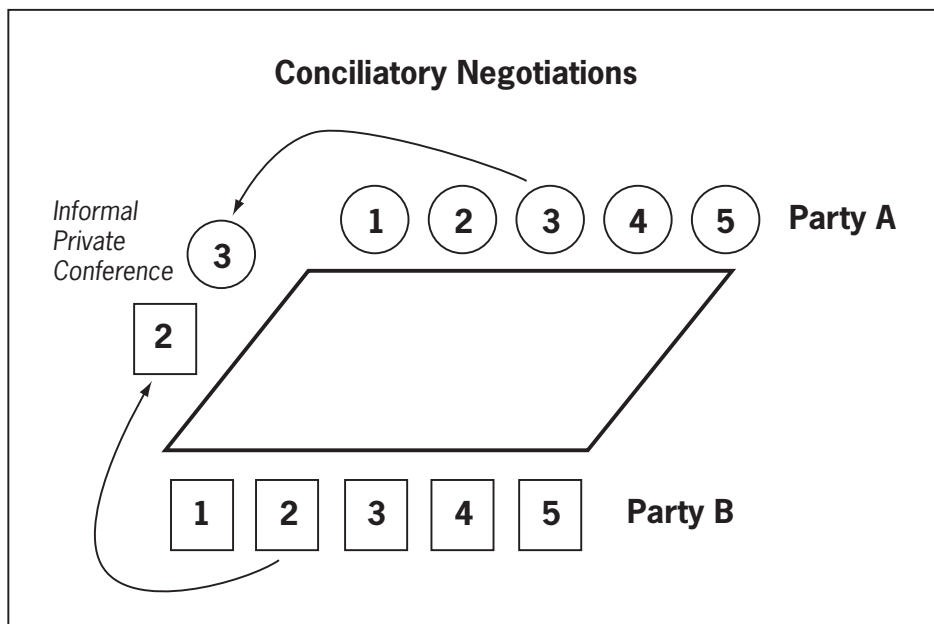 Conciliatory Negotiations
Informal
Private
Conference
3
2
1 2 3 4 5 Party A
1 2 3 4 5 Party B